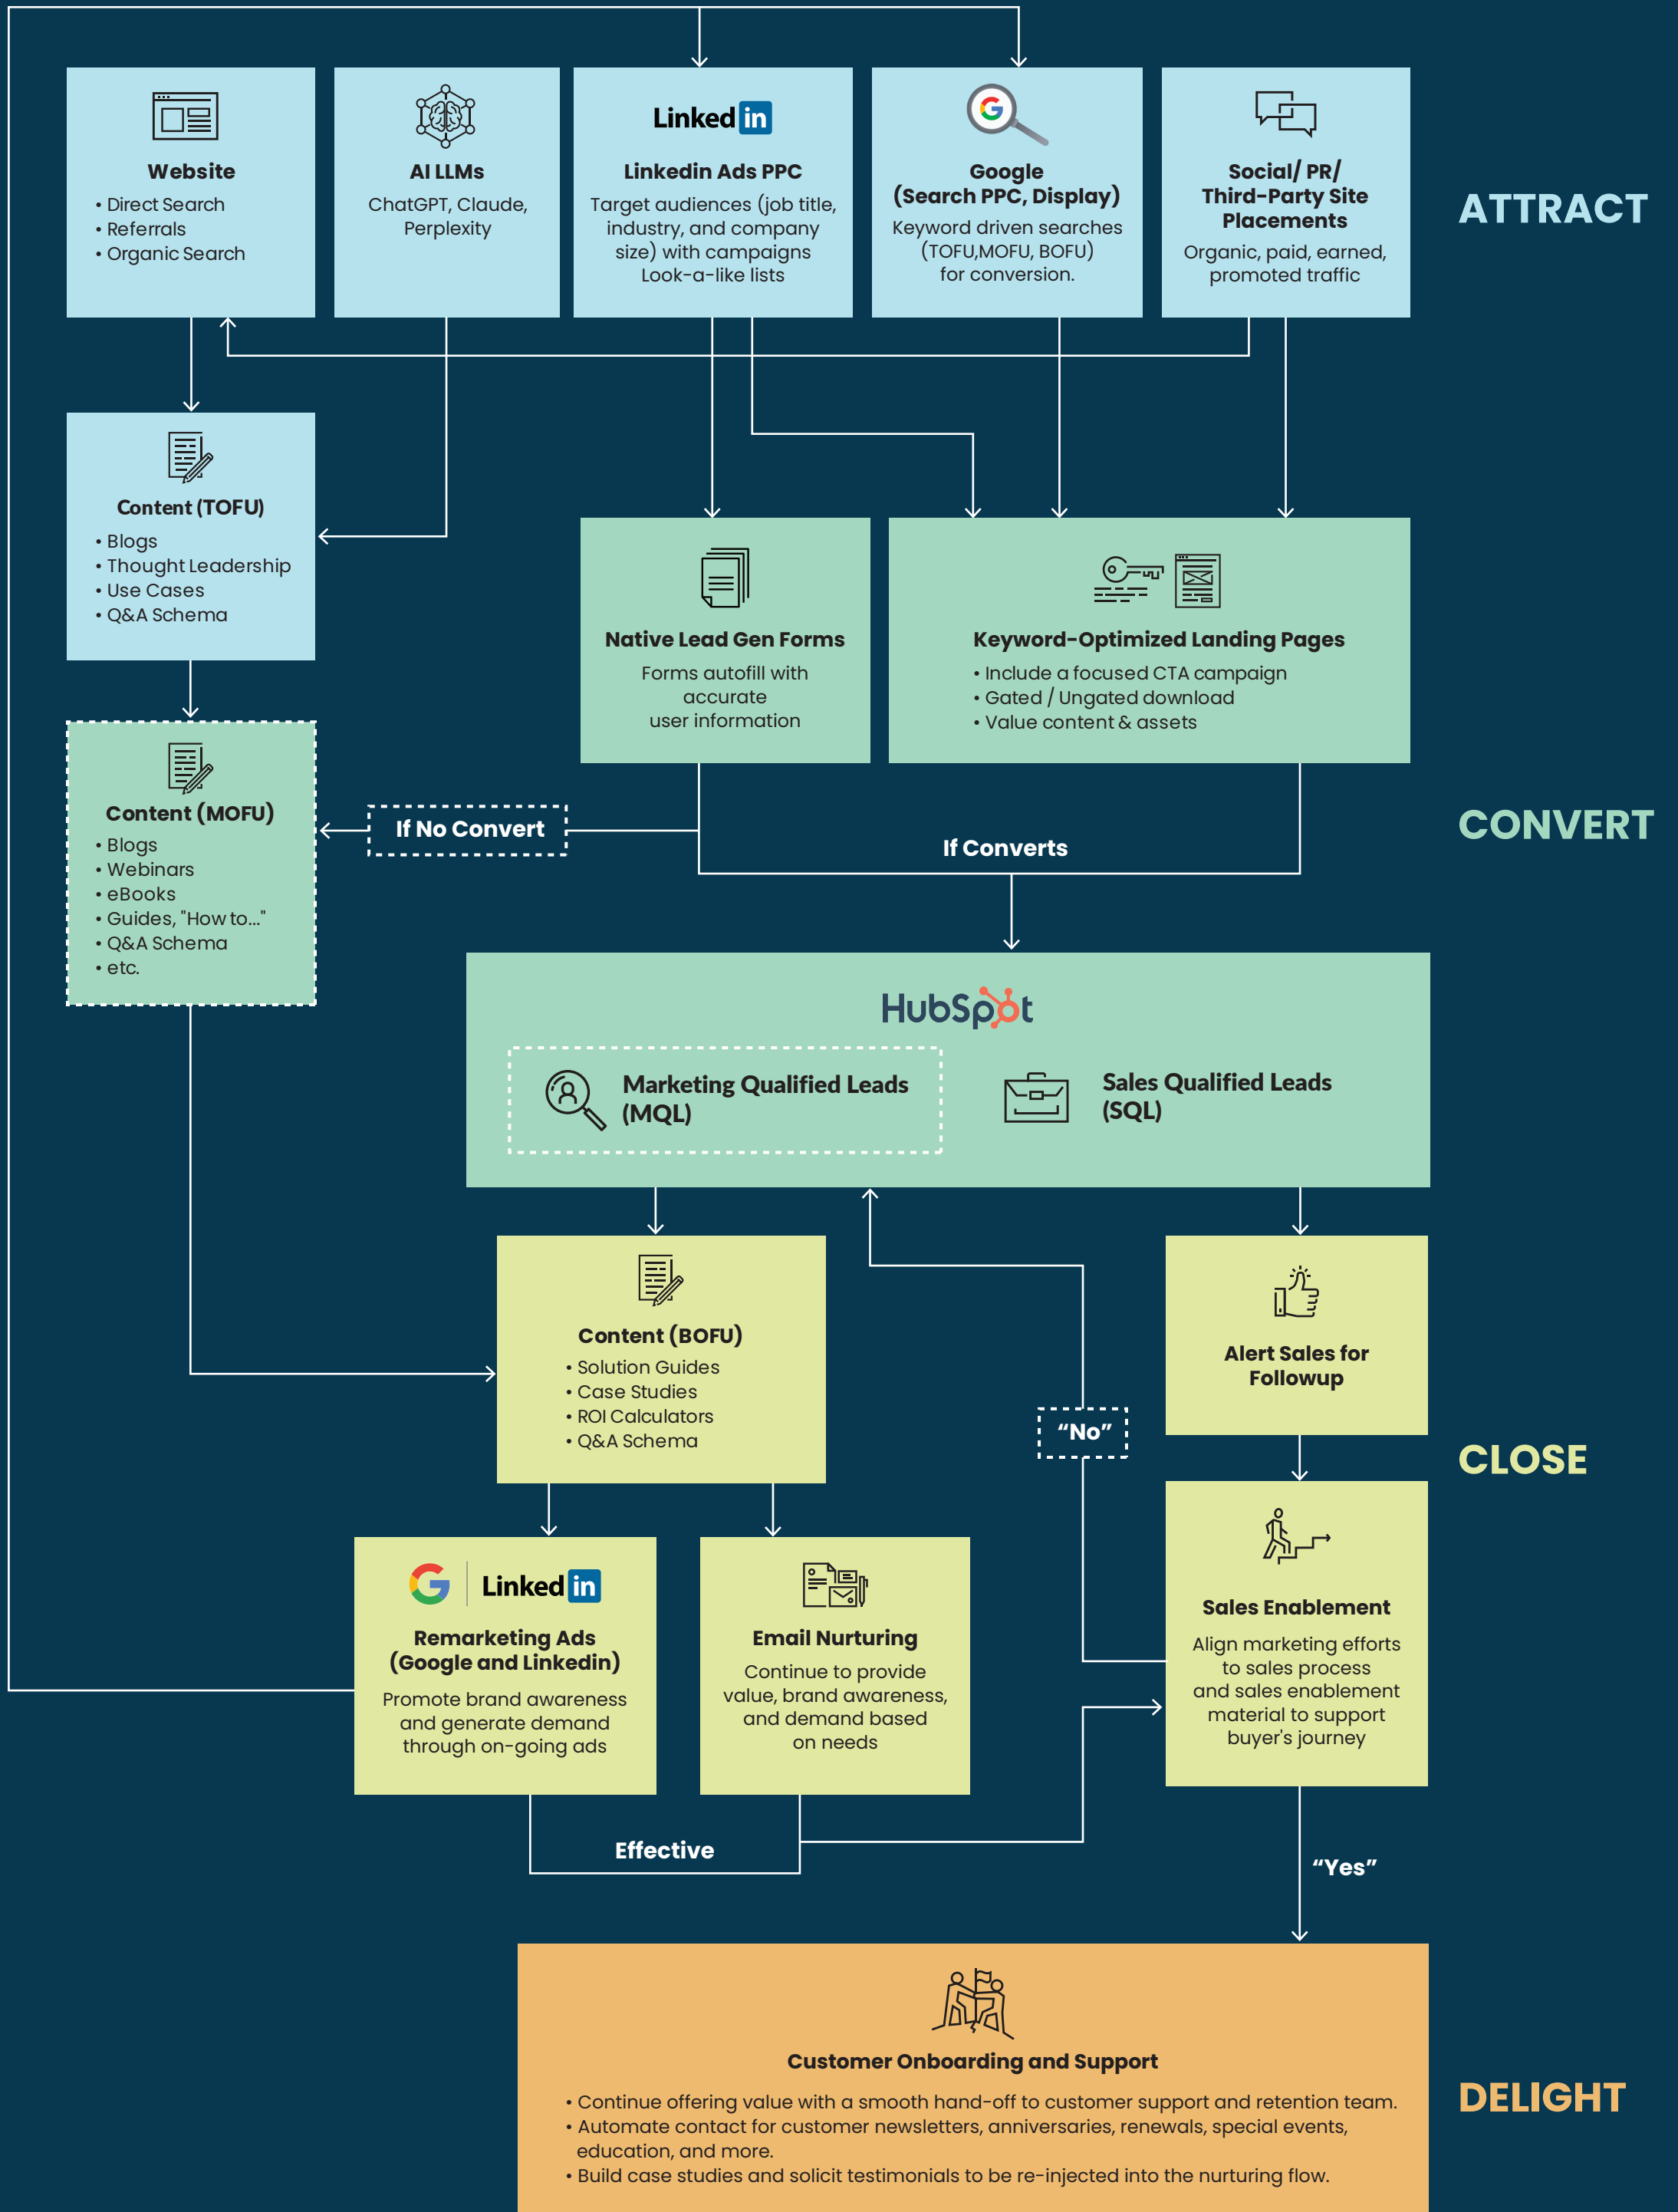 Website
• Direct Search
• Referrals
• Organic Search
AI LLMs
ChatGPT, Claude,
Perplexity
Linked in
Linkedin Ads PPC
Target audiences (job title,
industry, and company
size) with campaigns
Look-a-like lists
G
Google
(Search PPC, Display)
Keyword driven searches
(TOFU,MOFU, BOFU)
for conversion.
Social/ PR/
Third-Party Site
Placements
Organic, paid, earned,
promoted traffic
ATTRACT
Content (TOFU)
• Blogs
• Thought Leadership
• Use Cases
• Q&A Schema
Native Lead Gen Forms
Forms autofill with
accurate
user information
Keyword-Optimized Landing Pages
• Include a focused CTA campaign
• Gated / Ungated download
• Value content & assets
Content (MOFU)
• Blogs
• Webinars
• eBooks
• Guides, "How to..."
• Q&A Schema
• etc.
If No Convert
If Converts
CONVERT
HubSpot
Marketing Qualified Leads
(MQL)
Sales Qualified Leads
(SQL)
Content (BOFU)
• Solution Guides
• Case Studies
• ROI Calculators
• Q&A Schema
Alert Sales for
Followup
“No”
CLOSE
G Linked in
Remarketing Ads
(Google and Linkedin)
Promote brand awareness
and generate demand
through on-going ads
Email Nurturing
Continue to provide
value, brand awareness,
and demand based
on needs
Sales Enablement
Align marketing efforts
to sales process
and sales enablement
material to support
buyer's journey
Effective
“Yes”
Customer Onboarding and Support
• Continue offering value with a smooth hand-off to customer support and retention team.
• Automate contact for customer newsletters, anniversaries, renewals, special events,
education, and more.
• Build case studies and solicit testimonials to be re-injected into the nurturing flow.
DELIGHT